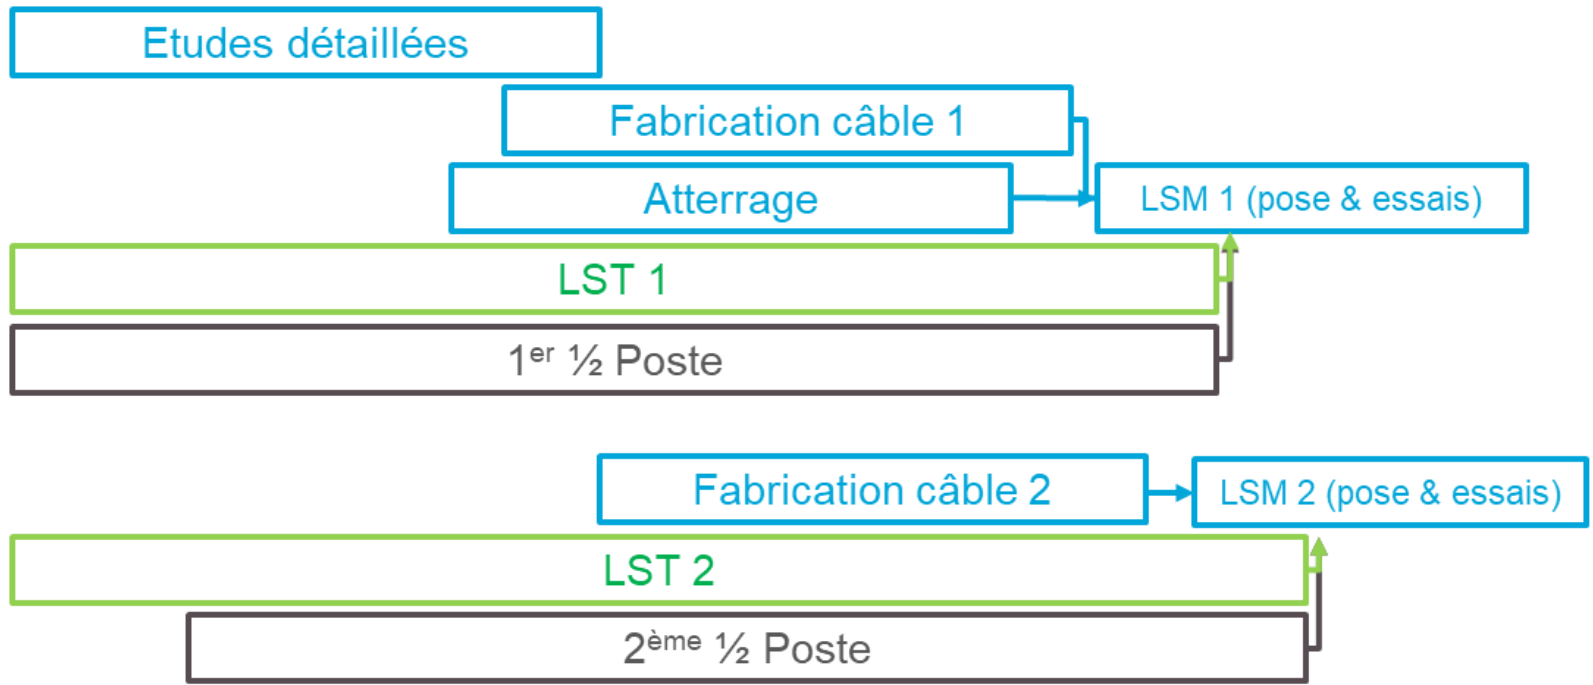 Etudes détaillées
Fabrication câble 1
Atterrage
LSM 1 (pose & essais)
LST 1
1er ½ Poste
Fabrication câble 2
LSM 2 (pose & essais)
LST 2
2ème ½ Poste